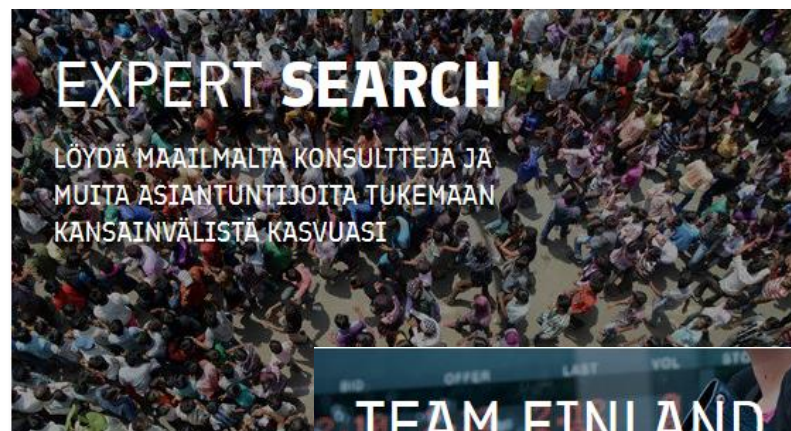 EXPERT SEARCH
LÖYDÄ MAAILMALTA KONSULTTEJA JA
MUITA ASIANTUNTIJOITA TUKEMAAN
KANSAINVÄLISTÄ KASVUASI
BID OFFER LAST VOL
TEAM FINLAND